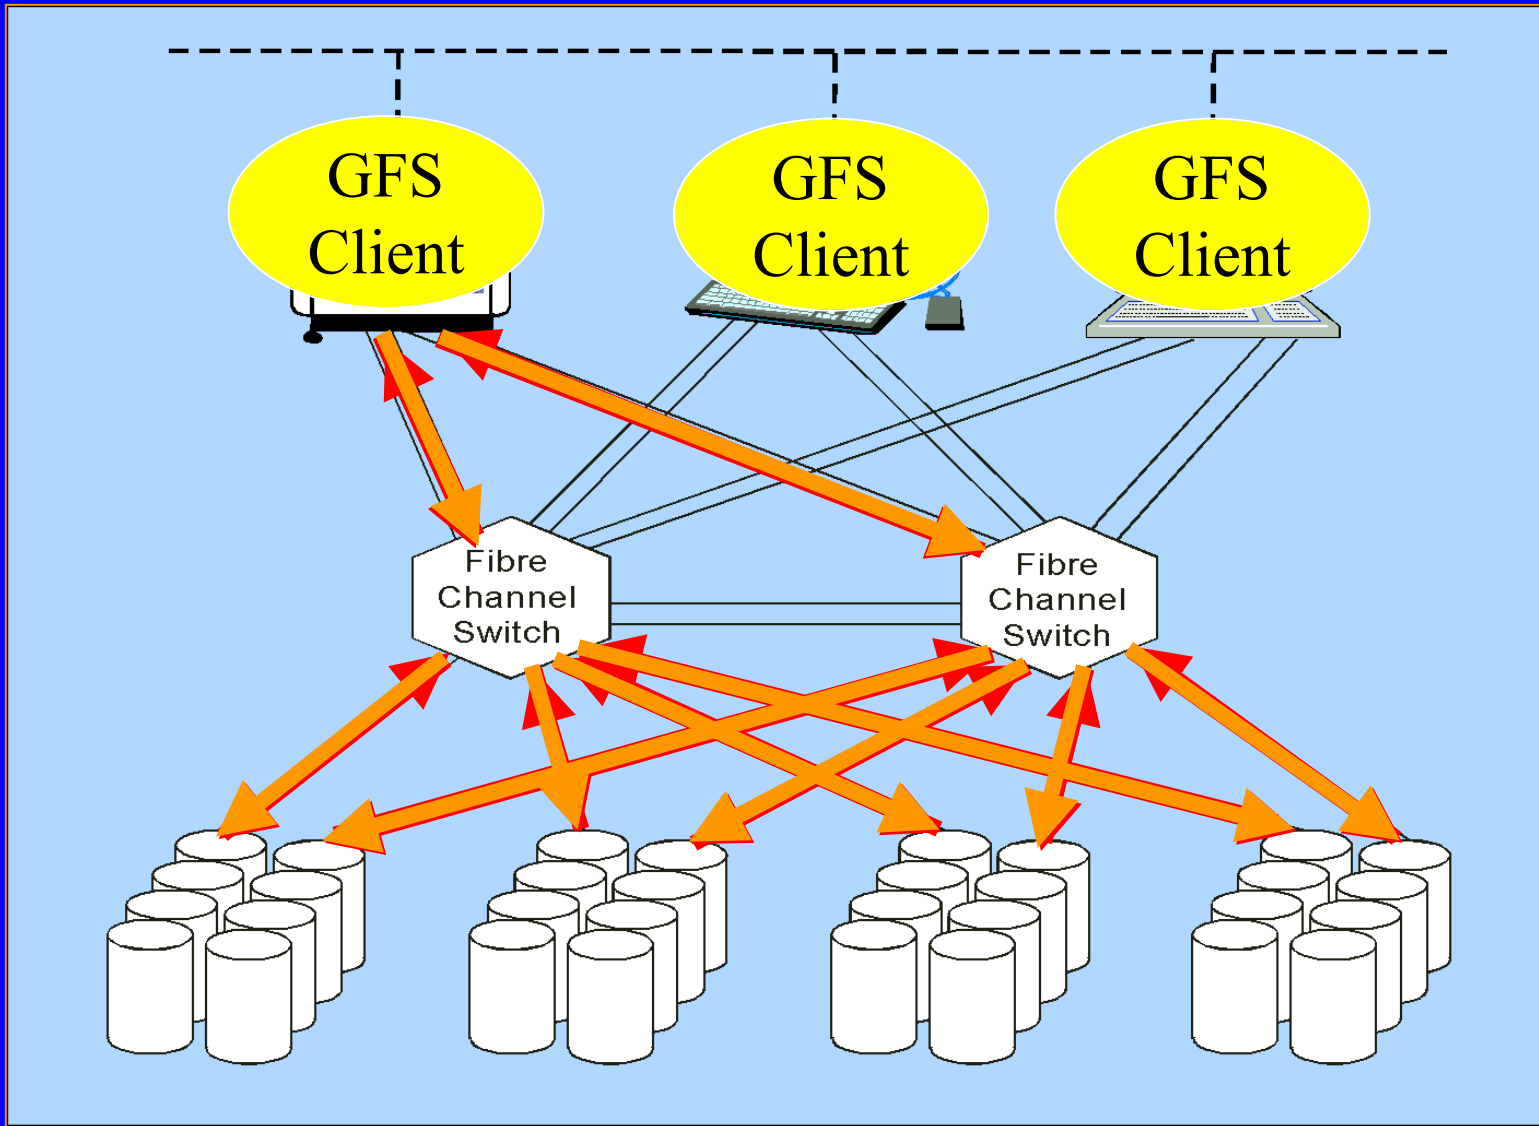 GFS
Client
GFS
Client
GFS
Client
Fibre
Channel
Switch
Fibre
Channel
Switch